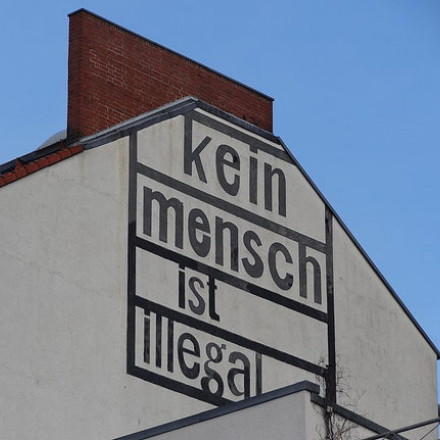 kein
mensch
ist
illegal